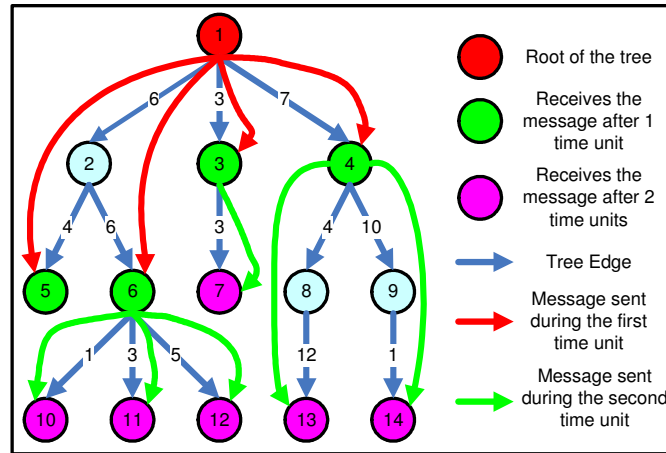 1
6
3
7
2
3
4
4
6
3
4
10
5
6
7
8
9
1
3
5
12
1
10
11
12
13
14
Root of the tree
Receives the
message after 1
time unit
Receives the
message after 2
time units
Tree Edge
Message sent
during the first
time unit
Message sent
during the second
time unit